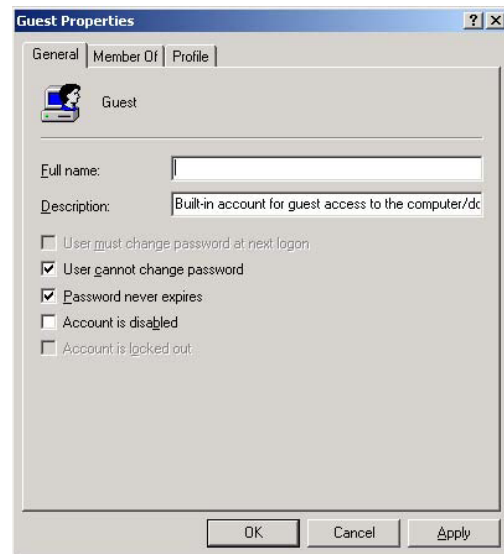 Guest Properties
General Member Of Profile
Guest
Full name:
Description: Built-in account for guest access to the computer/dc
User must change password at next logon
User cannot change password
Password never expires
Account is disabled
Account is locked out
OK Cancel Apply